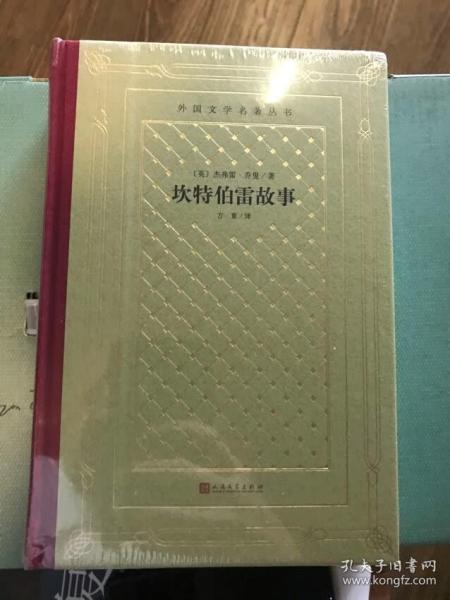 外国文学名著丛书
〔英〕杰弗雷·乔叟/著
坎特伯雷故事
方重/译
人民文学出版社
孔夫子旧书网
www.kongfz.com